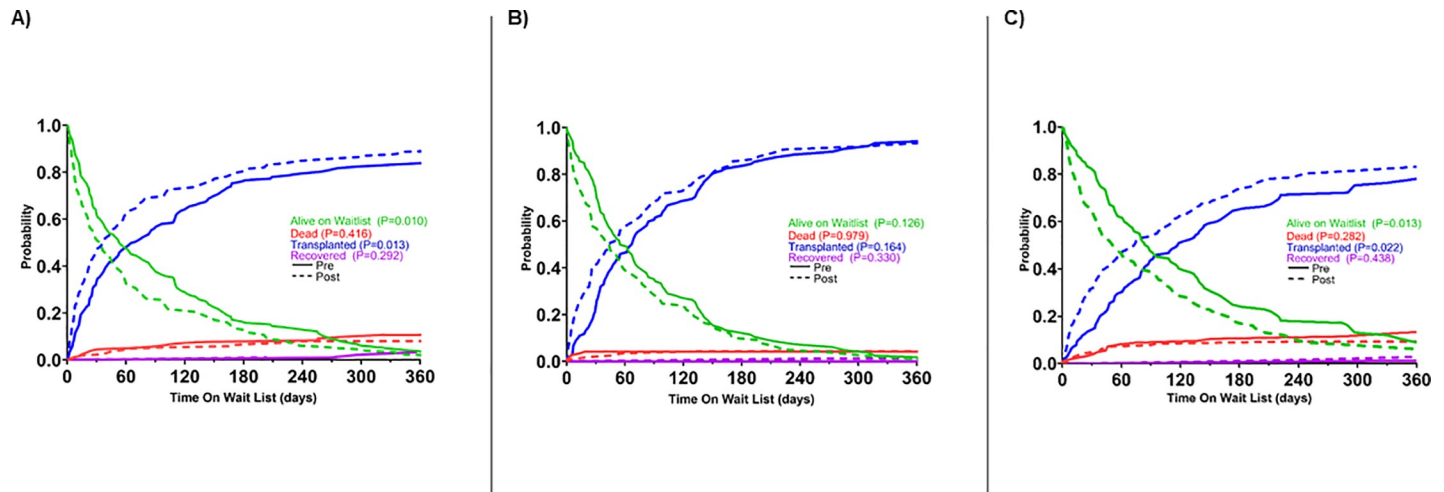 A)
1.0
0.8
0.6
0.4
0.2
0.0
Probability
Alive on Waitlist (P=0.010)
Dead (P=0.416)
Transplanted (P=0.013)
Recovered (P=0.292)
Pre
Post
0 60 120 180 240 300 360
Time On Wait List (days)
B)
1.0
0.8
0.6
0.4
0.2
0.0
Probability
Alive on Waitlist (P=0.126)
Dead (P=0.979)
Transplanted (P=0.164)
Recovered (P=0.330)
Pre
Post
0 60 120 180 240 300 360
Time On Wait List (days)
C)
1.0
0.8
0.6
0.4
0.2
0.0
Probability
Alive on Waitlist (P=0.013)
Dead (P=0.282)
Transplanted (P=0.022)
Recovered (P=0.438)
Pre
Post
0 60 120 180 240 300 360
Time On Wait List (days)